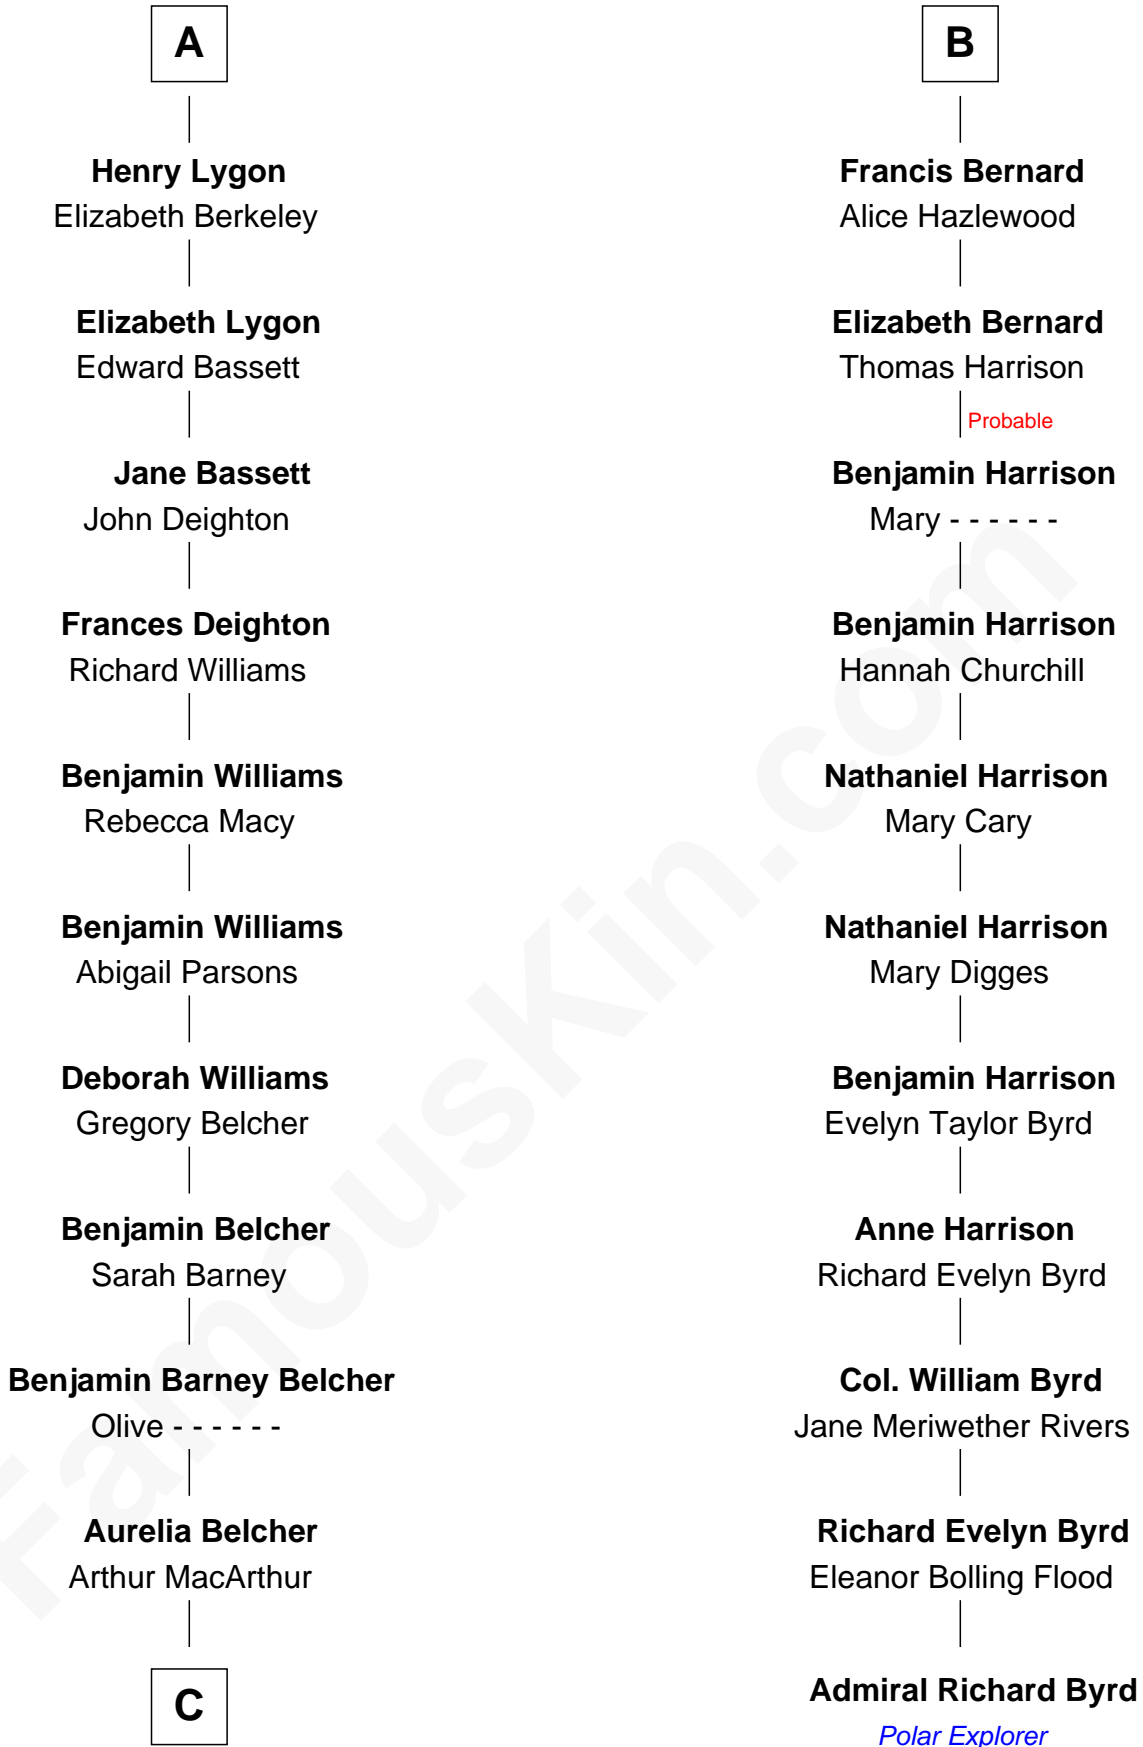 A
Henry Lygon
Elizabeth Berkeley
Elizabeth Lygon
Edward Bassett
Jane Bassett
John Deighton
Frances Deighton
Richard Williams
Benjamin Williams
Rebecca Macy
Benjamin Williams
Abigail Parsons
Deborah Williams
Gregory Belcher
Benjamin Belcher
Sarah Barney
Benjamin Barney Belcher
Olive - - - - - -
Aurelia Belcher
Arthur MacArthur
C
B
Francis Bernard
Alice Hazlewood
Elizabeth Bernard
Thomas Harrison
Probable
Benjamin Harrison
Mary - - - - - -
Benjamin Harrison
Hannah Churchill
Nathaniel Harrison
Mary Cary
Nathaniel Harrison
Mary Digges
Benjamin Harrison
Evelyn Taylor Byrd
Anne Harrison
Richard Evelyn Byrd
Col. William Byrd
Jane Meriwether Rivers
Richard Evelyn Byrd
Eleanor Bolling Flood
Admiral Richard Byrd
Polar Explorer
FamousKin.com